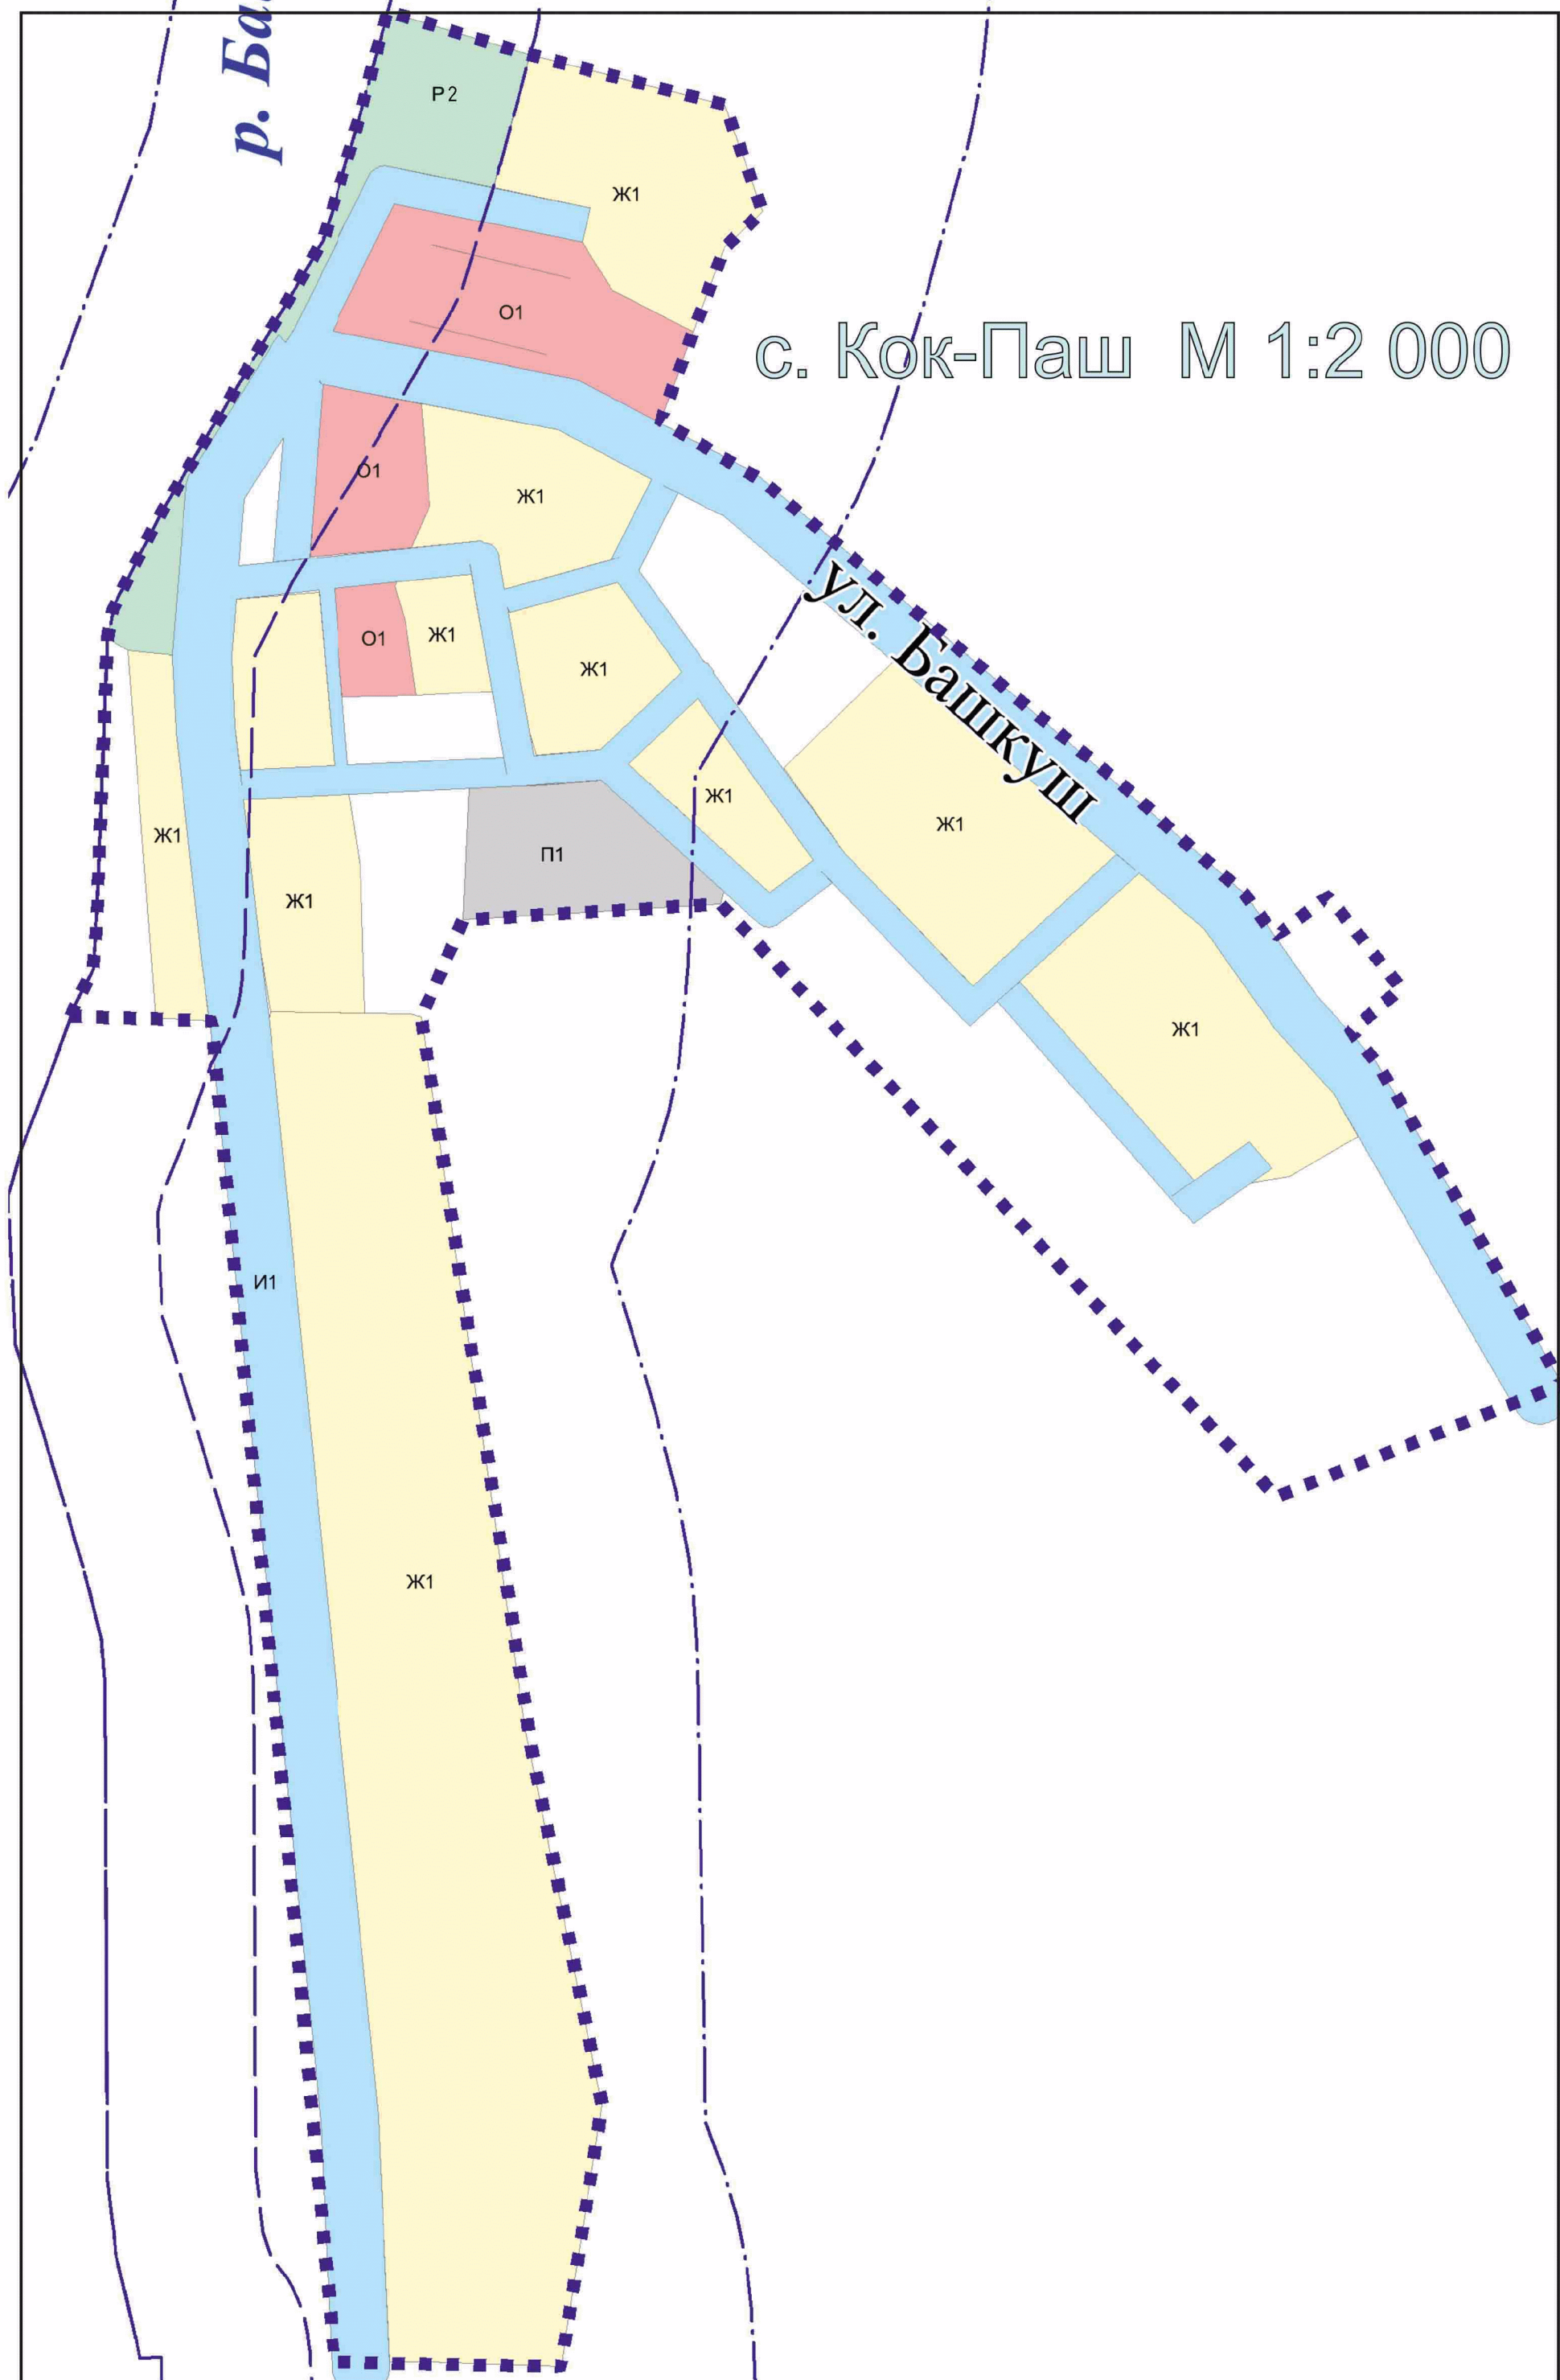 р. Ба
Р2
Ж1
О1
с. Кок-Паш М 1:2 000
О1
Ж1
О1
Ж1
Ж1
ул. Башкуш
Ж1
Ж1
Ж1
П1
Ж1
Ж1
И1
Ж1